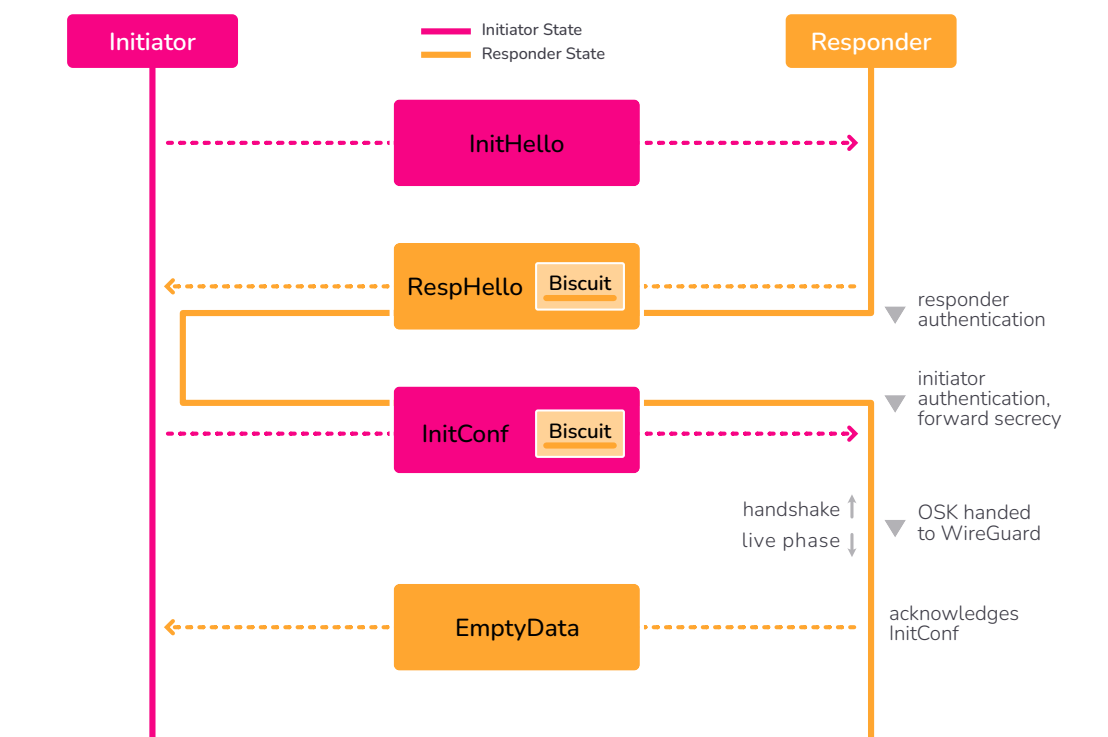 Initiator
Initiator State
Responder State
Responder
InitHello
RespHello
Biscuit
responder
authentication
initiator
authentication,
forward secrecy
InitConf
Biscuit
handshake
live phase
OSK handed
to WireGuard
EmptyData
acknowledges
InitConf